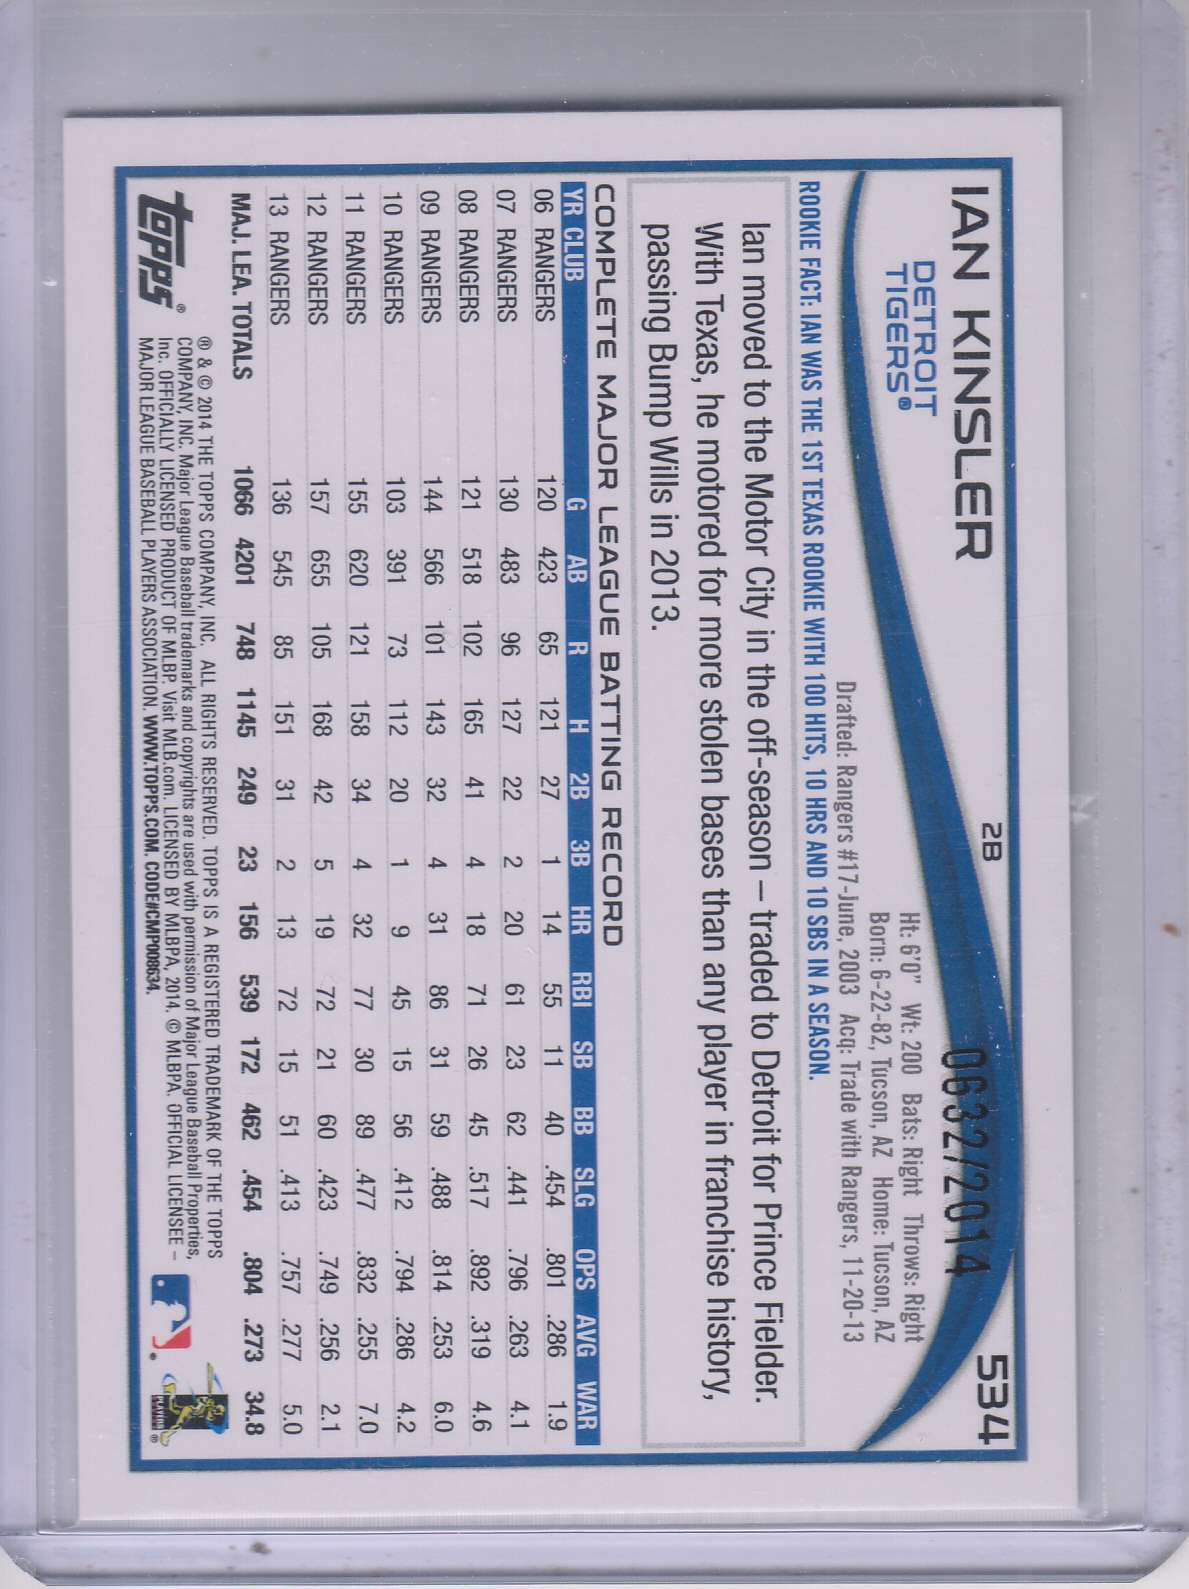 IAN KINSLER 2B 534
DETROIT
TIGERS®
0632/2014
Ht: 6'0" Wt: 200 Bats: Right Throws: Right
Born: 6-22-82, Tucson, AZ Home: Tucson, AZ
Drafted: Rangers #17-June, 2003 Acq: Trade with Rangers, 11-20-13
ROOKIE FACT: IAN WAS THE 1ST TEXAS ROOKIE WITH 100 HITS, 10 HRS AND 10 SBS IN A SEASON.
Ian moved to the Motor City in the off-season — traded to Detroit for Prince Fielder.
With Texas, he motored for more stolen bases than any player in franchise history,
passing Bump Wills in 2013.
COMPLETE MAJOR LEAGUE BATTING RECORD
YR CLUB G AB R H 2B 3B HR RBI SB BB SLG OPS AVG WAR
06 RANGERS 120 423 65 121 27 1 14 55 11 40 .454 .801 .286 1.9
07 RANGERS 130 483 96 127 22 2 20 61 23 62 .441 .796 .263 4.1
08 RANGERS 121 518 102 165 41 4 18 71 26 45 .517 .892 .319 4.6
09 RANGERS 144 566 101 143 32 4 31 86 31 59 .488 .814 .253 6.0
10 RANGERS 103 391 73 112 20 1 9 45 15 56 .412 .794 .286 4.2
11 RANGERS 155 620 121 158 34 4 32 77 30 89 .477 .832 .255 7.0
12 RANGERS 157 655 105 168 42 5 19 72 21 60 .423 .749 .256 2.1
13 RANGERS 136 545 85 151 31 2 13 72 15 51 .413 .757 .277 5.0
MAJ. LEA. TOTALS 1066 4201 748 1145 249 23 156 539 172 462 .454 .804 .273 34.8
topps®
® & © 2014 THE TOPPS COMPANY, INC. ALL RIGHTS RESERVED. TOPPS IS A REGISTERED TRADEMARK OF THE TOPPS
COMPANY, INC. Major League Baseball trademarks and copyrights are used with permission of Major League Baseball Properties,
Inc. OFFICIALLY LICENSED PRODUCT OF MLBP. Visit MLB.com. LICENSED BY MLBPA, 2014. © MLBPA. OFFICIAL LICENSEE –
MAJOR LEAGUE BASEBALL PLAYERS ASSOCIATION. WWW.TOPPS.COM. CODE#CMP008634.